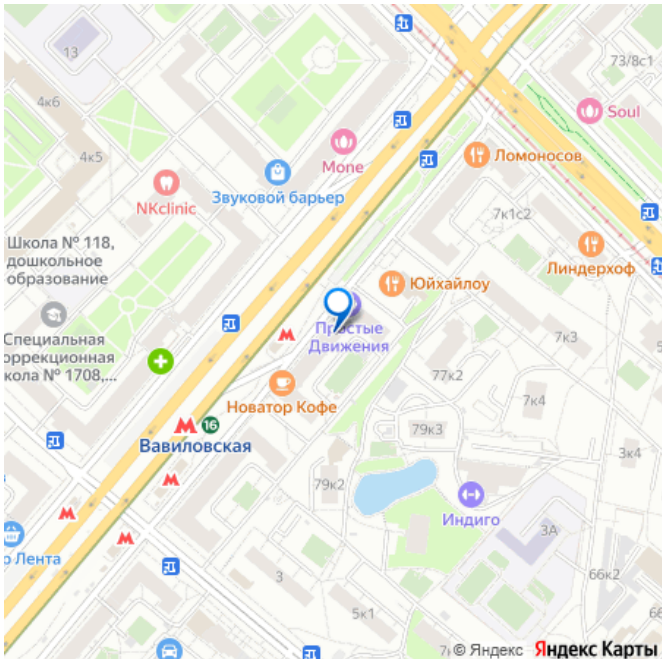 13
73/8с1
4к6
Soul
Mone
Ломоносов
4к5
Звуковой барьер
NKclinic
7к1с2
Школа № 118,
дошкольное
образование
Линдерхоф
Юйхайлоу
Простые
Движения
Специальная
оррекционная
кола № 1708,...
7к3
77к2
Новатор Кофе
7к4
16
Вавиловская
79к3
3к4
79к2
Индиго
3А
Лента
3
66к2
5к1
© Яндекс Яндекс Карты